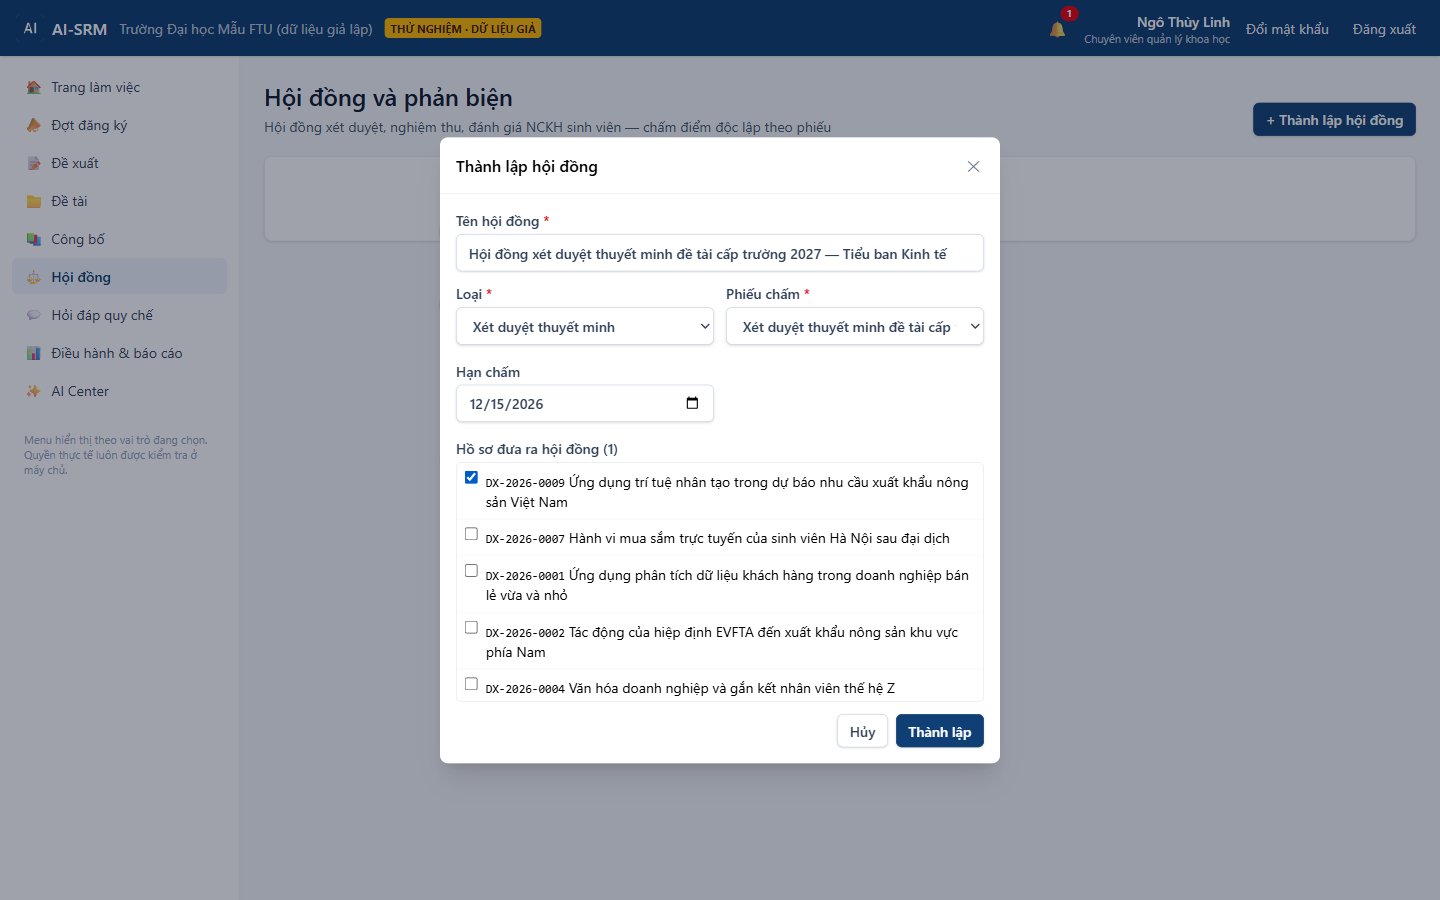 AI AI-SRM Trường Đại học Mẫu FTU (dữ liệu giả lập) THỬ NGHIỆM · DỮ LIỆU GIẢ
1
Ngô Thùy Linh
Chuyên viên quản lý khoa học
Đổi mật khẩu
Đăng xuất
Trang làm việc
Đợt đăng ký
Đề xuất
Đề tài
Công bố
Hội đồng
Hỏi đáp quy chế
Điều hành & báo cáo
AI Center
Menu hiển thị theo vai trò đang chọn.
Quyền thực tế luôn được kiểm tra ở
máy chủ.
Hội đồng và phản biện
Hội đồng xét duyệt, nghiệm thu, đánh giá NCKH sinh viên — chấm điểm độc lập theo phiếu
+ Thành lập hội đồng
Thành lập hội đồng
Tên hội đồng *
Hội đồng xét duyệt thuyết minh đề tài cấp trường 2027 — Tiểu ban Kinh tế
Loại *
Xét duyệt thuyết minh
Phiếu chấm *
Xét duyệt thuyết minh đề tài cấp
Hạn chấm
12/15/2026
Hồ sơ đưa ra hội đồng (1)
DX-2026-0009 Ứng dụng trí tuệ nhân tạo trong dự báo nhu cầu xuất khẩu nông
sản Việt Nam
DX-2026-0007 Hành vi mua sắm trực tuyến của sinh viên Hà Nội sau đại dịch
DX-2026-0001 Ứng dụng phân tích dữ liệu khách hàng trong doanh nghiệp bán
lẻ vừa và nhỏ
DX-2026-0002 Tác động của hiệp định EVFTA đến xuất khẩu nông sản khu vực
phía Nam
DX-2026-0004 Văn hóa doanh nghiệp và gắn kết nhân viên thế hệ Z
Hủy
Thành lập